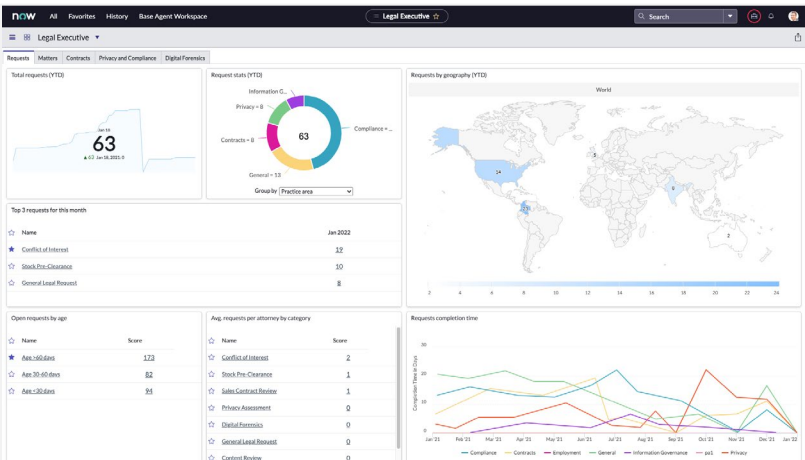 now All Favorites History Base Agent Workspace Legal Executive Search
Legal Executive
Requests Matters Contracts Privacy and Compliance Digital Forensics
Total requests (YTD)
Jan 18
63
▲ 63 Jan 18, 2021: 0
Request stats (YTD)
Information G...
Privacy = 8
Contracts = 8
Compliance = ...
63
General = 13
Group by Practice area
Requests by geography (YTD)
World
5
14
8
2
2 4 6 8 10 12 14 16 18 20 22 24
Top 3 requests for this month
Name Jan 2022
Conflict of Interest 19
Stock Pre-Clearance 10
General Legal Request 8
Open requests by age
Name Score
Age >60 days 173
Age 30-60 days 82
Age <30 days 94
Avg. requests per attorney by category
Name Score
Conflict of Interest 2
Stock Pre-Clearance 1
Sales Contract Review 1
Privacy Assessment 0
Digital Forensics 0
General Legal Request 0
Content Review 0
Requests completion time
Completion Time in Days
30
20
10
0
Jan '21 Feb '21 Mar '21 Apr '21 May '21 Jun '21 Jul '21 Aug '21 Sep '21 Oct '21 Nov '21 Dec '21 Jan '22
Compliance Contracts Employment General Information Governance pa1 Privacy